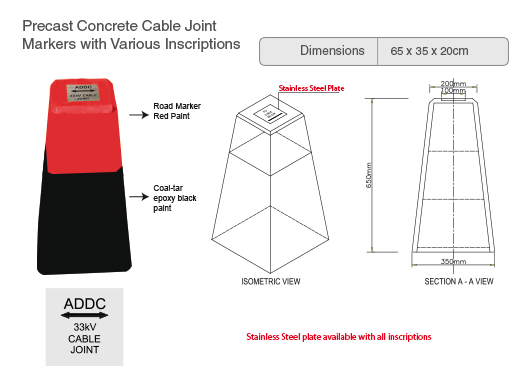 Precast Concrete Cable Joint
Markers with Various Inscriptions
Dimensions
65 x 35 x 20cm
ADDC
33kV CABLE
JOINT
Road Marker
Red Paint
Coal-tar
epoxy black
paint
Stainless Steel Plate
200mm
100mm
650mm
350mm
ISOMETRIC VIEW
SECTION A - A VIEW
ADDC
33kV
CABLE
JOINT
Stainless Steel plate available with all inscriptions